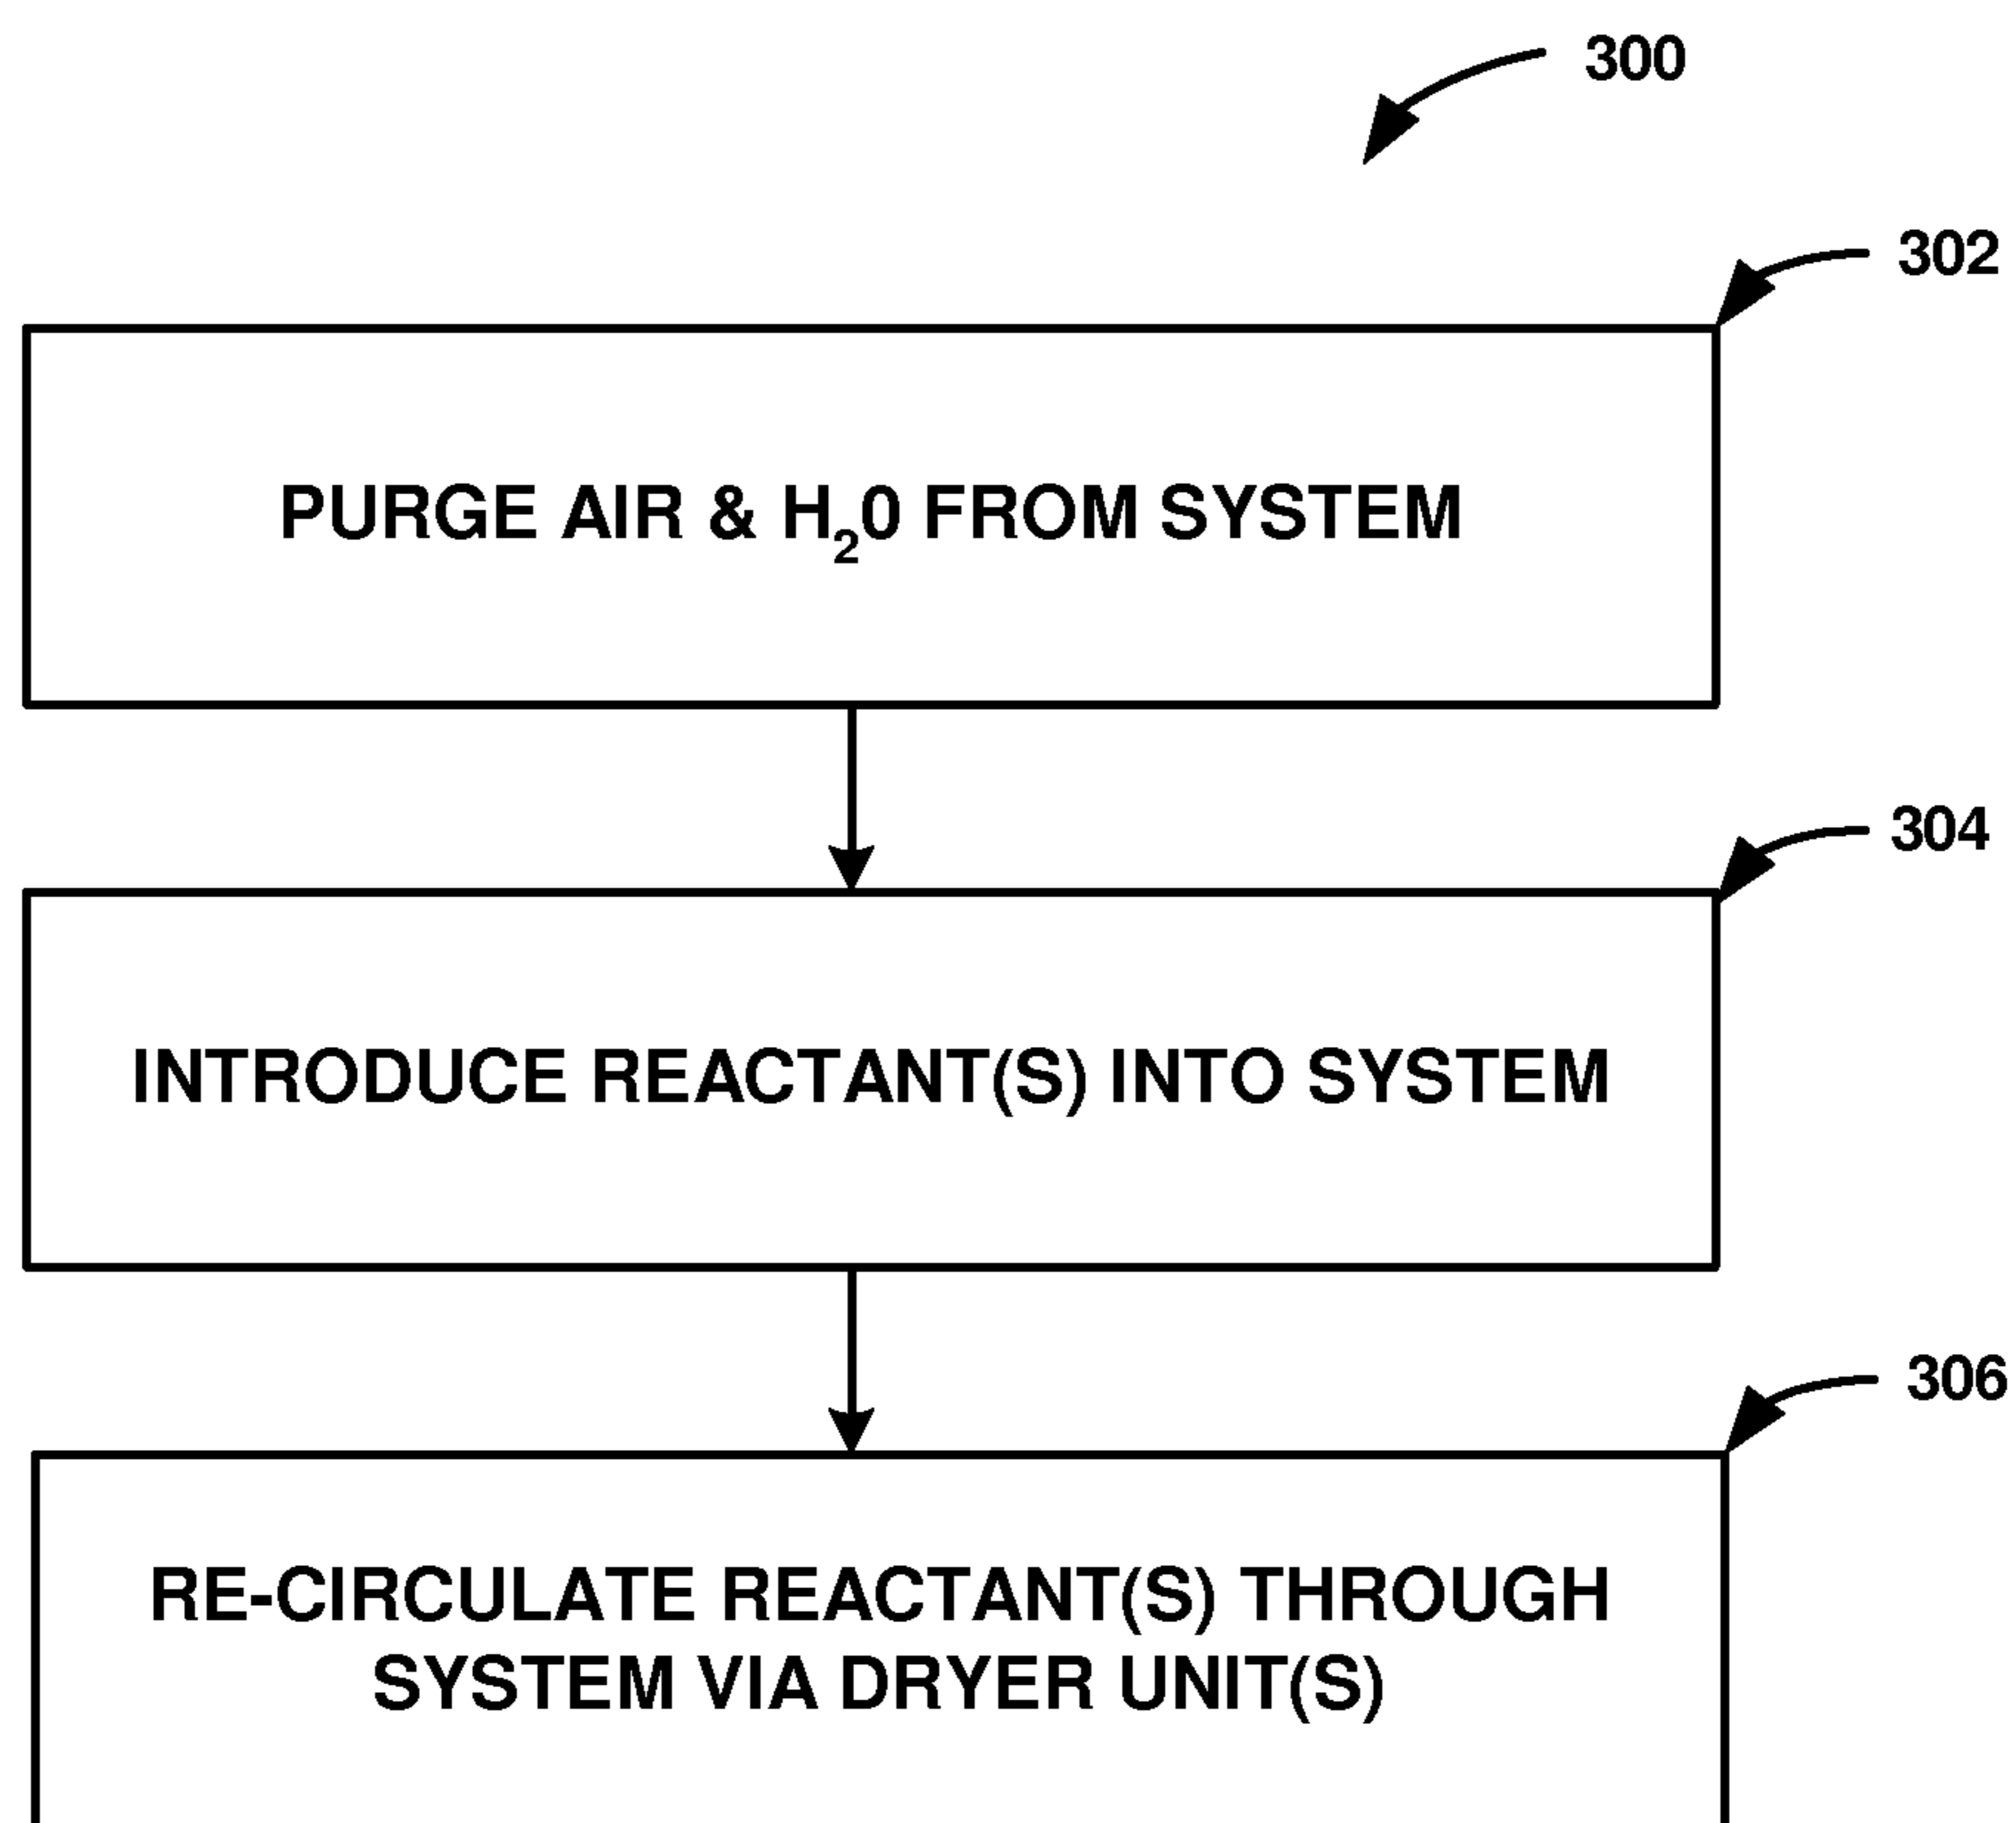 300
302
PURGE AIR & H₂0 FROM SYSTEM
304
INTRODUCE REACTANT(S) INTO SYSTEM
306
RE-CIRCULATE REACTANT(S) THROUGH
SYSTEM VIA DRYER UNIT(S)